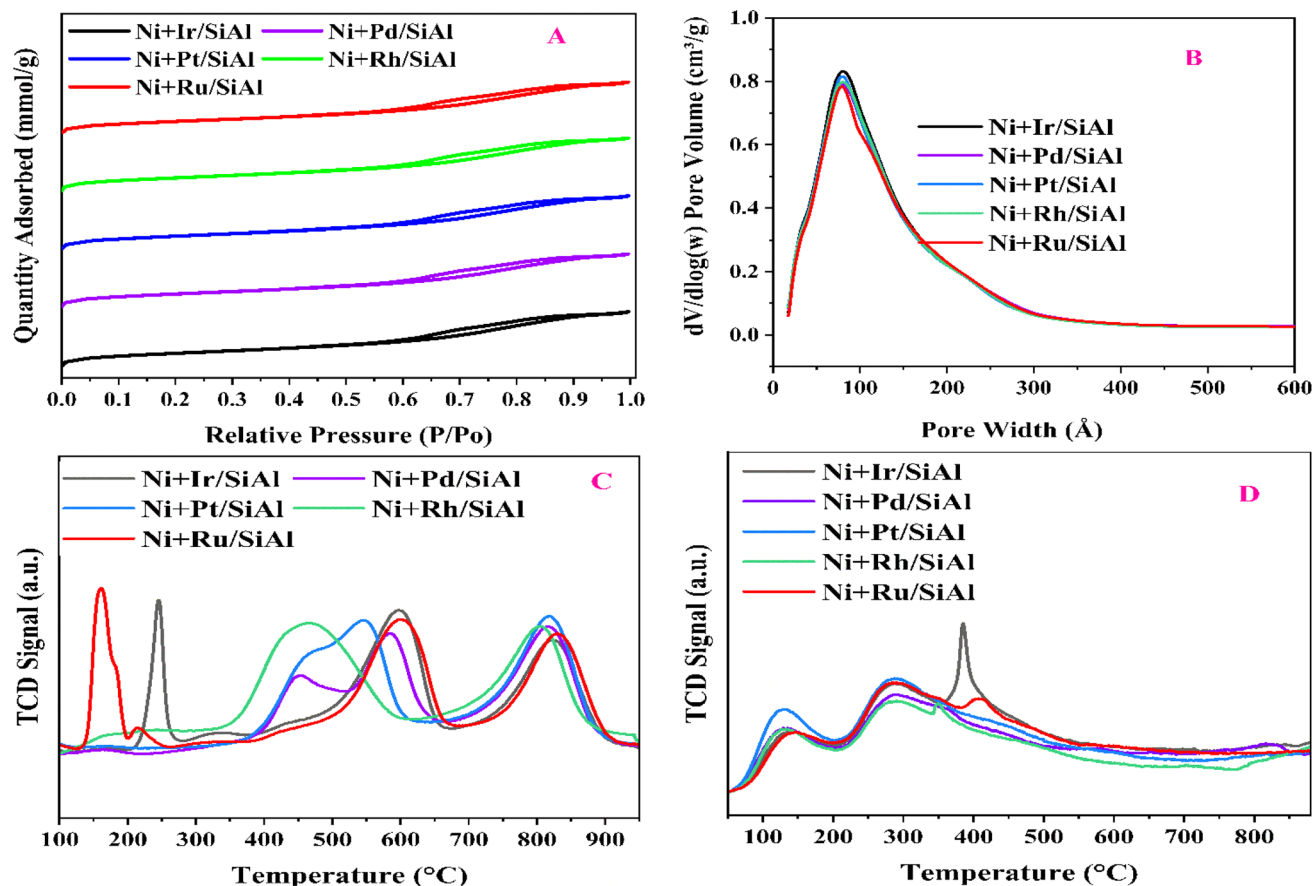 Ni+Ir/SiAl Ni+Pd/SiAl
Ni+Pt/SiAl Ni+Rh/SiAl
Ni+Ru/SiAl
A
Quantity Adsorbed (mmol/g)
0.0 0.1 0.2 0.3 0.4 0.5 0.6 0.7 0.8 0.9 1.0
Relative Pressure (P/Po)
B
dV/dlog(w) Pore Volume (cm³/g)
1.0
0.8
0.6
0.4
0.2
0.0
Ni+Ir/SiAl
Ni+Pd/SiAl
Ni+Pt/SiAl
Ni+Rh/SiAl
Ni+Ru/SiAl
0 100 200 300 400 500 600
Pore Width (Å)
Ni+Ir/SiAl Ni+Pd/SiAl
Ni+Pt/SiAl Ni+Rh/SiAl
Ni+Ru/SiAl
C
TCD Signal (a.u.)
100 200 300 400 500 600 700 800 900
Temperature (°C)
Ni+Ir/SiAl
Ni+Pd/SiAl
Ni+Pt/SiAl
Ni+Rh/SiAl
Ni+Ru/SiAl
D
TCD Signal (a.u.)
100 200 300 400 500 600 700 800
Temperature (°C)